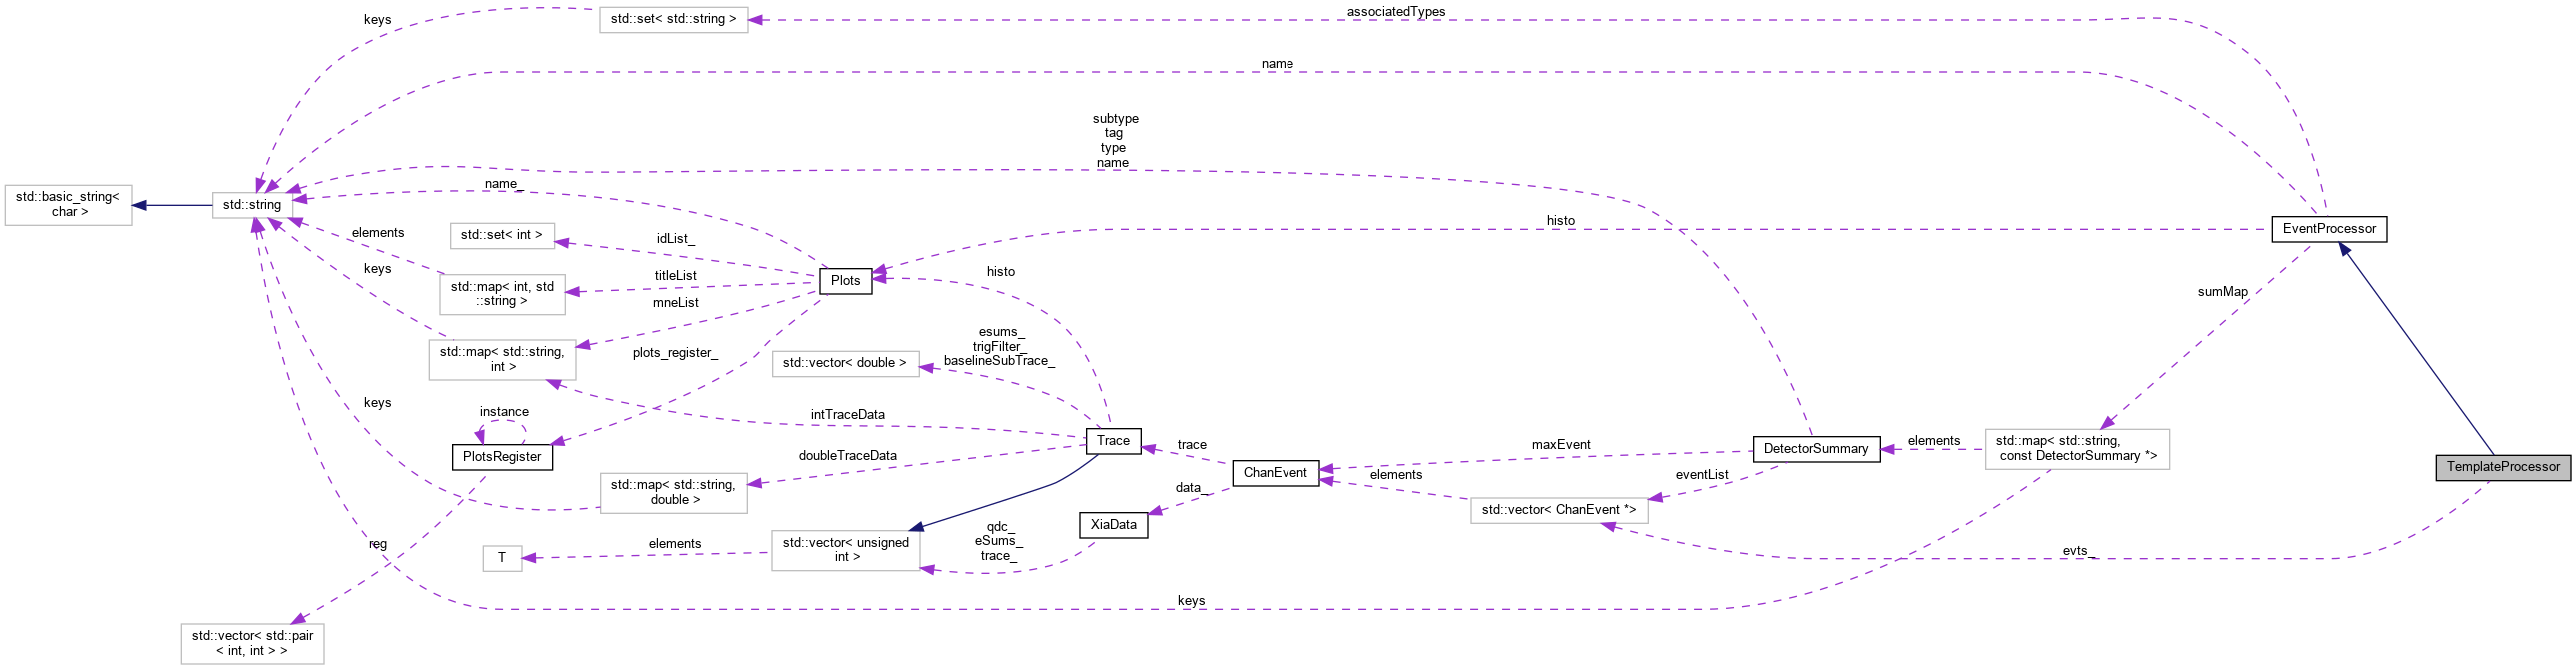 keys
std::set< std::string >
associatedTypes
name
subtype
tag
type
name
std::basic_string<
char >
std::string
name_
std::set< int >
idList_
elements
std::map< int, std
::string >
titleList
Plots
histo
histo
EventProcessor
keys
mneList
sumMap
std::map< std::string,
int >
plots_register_
std::vector< double >
esums_
trigFilter_
baselineSubTrace_
keys
instance
PlotsRegister
intTraceData
Trace
trace
doubleTraceData
std::map< std::string,
double >
ChanEvent
maxEvent
elements
DetectorSummary
eventList
elements
std::map< std::string,
const DetectorSummary *>
TemplateProcessor
data_
std::vector< ChanEvent *>
XiaData
reg
T
elements
std::vector< unsigned
int >
qdc_
eSums_
trace_
evts_
keys
std::vector< std::pair
< int, int > >